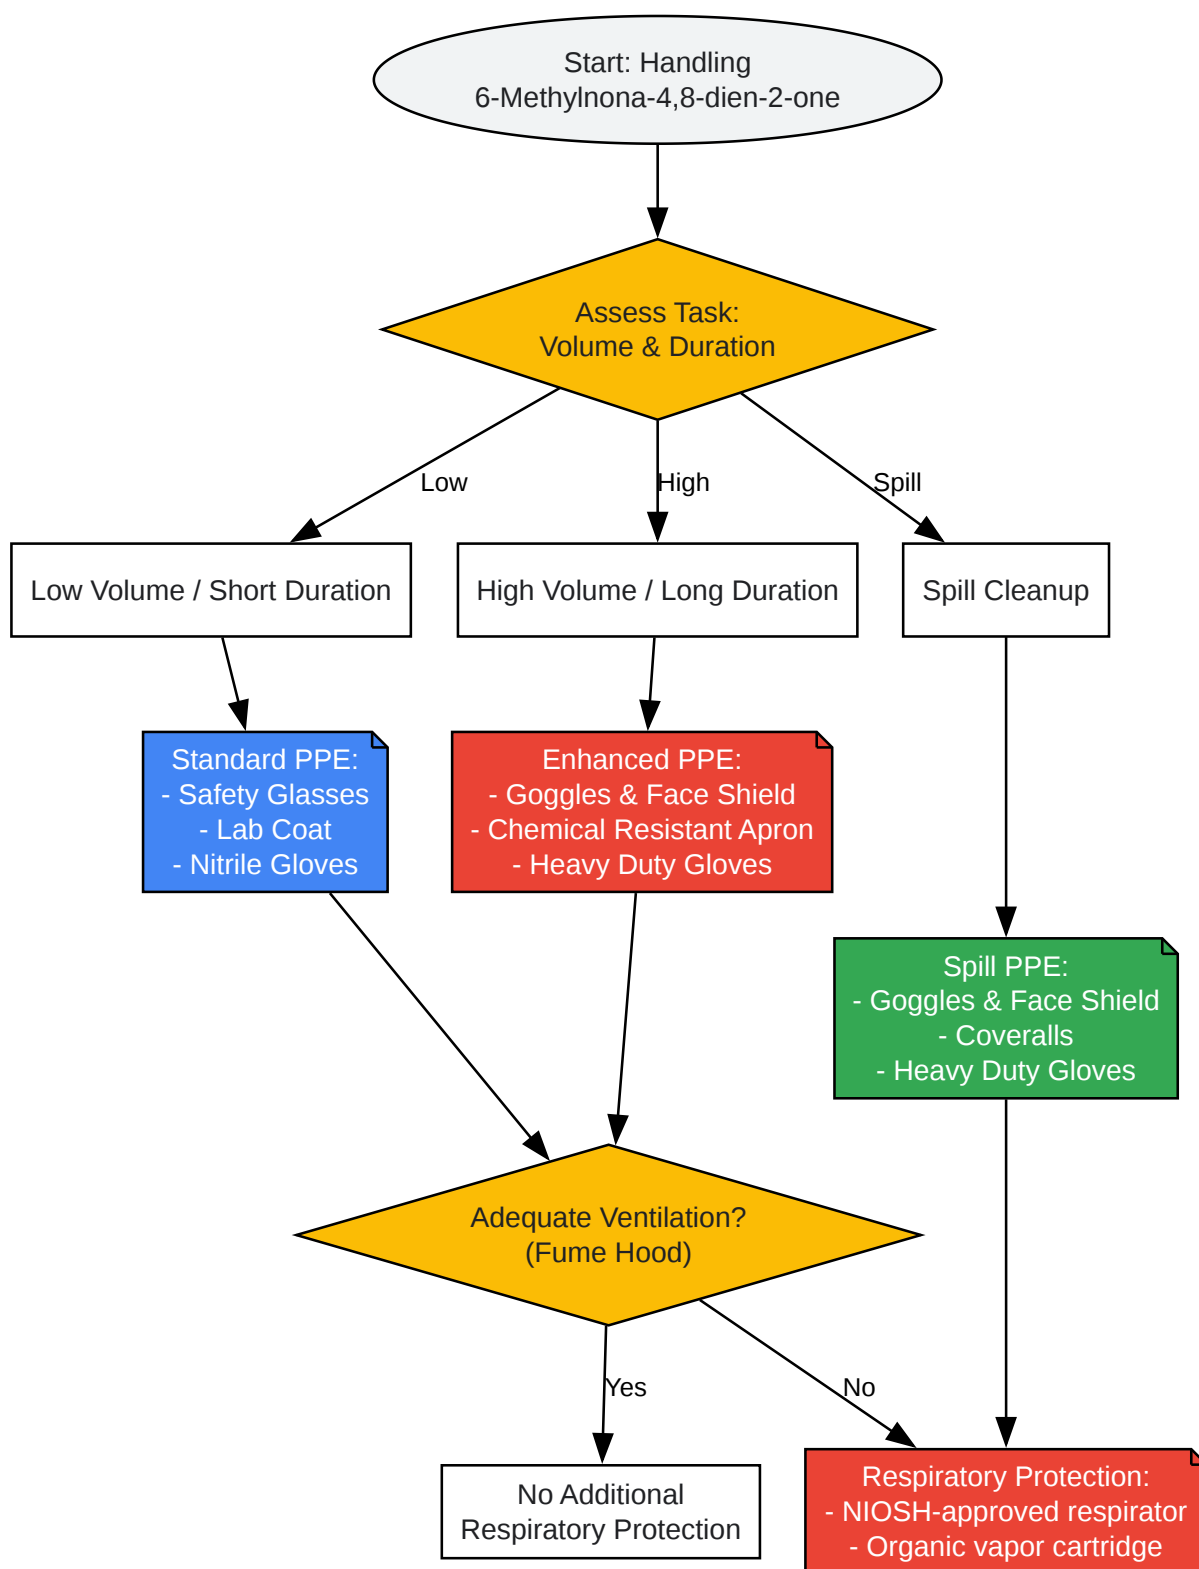 Start: Handling
6-Methylnona-4,8-dien-2-one
Assess Task:
Volume & Duration
Low
High
Spill
Low Volume / Short Duration
High Volume / Long Duration
Spill Cleanup
Standard PPE:
- Safety Glasses
- Lab Coat
- Nitrile Gloves
Enhanced PPE:
- Goggles & Face Shield
- Chemical Resistant Apron
- Heavy Duty Gloves
Spill PPE:
- Goggles & Face Shield
- Coveralls
- Heavy Duty Gloves
Adequate Ventilation?
(Fume Hood)
Yes
No
No Additional
Respiratory Protection
Respiratory Protection:
- NIOSH-approved respirator
- Organic vapor cartridge